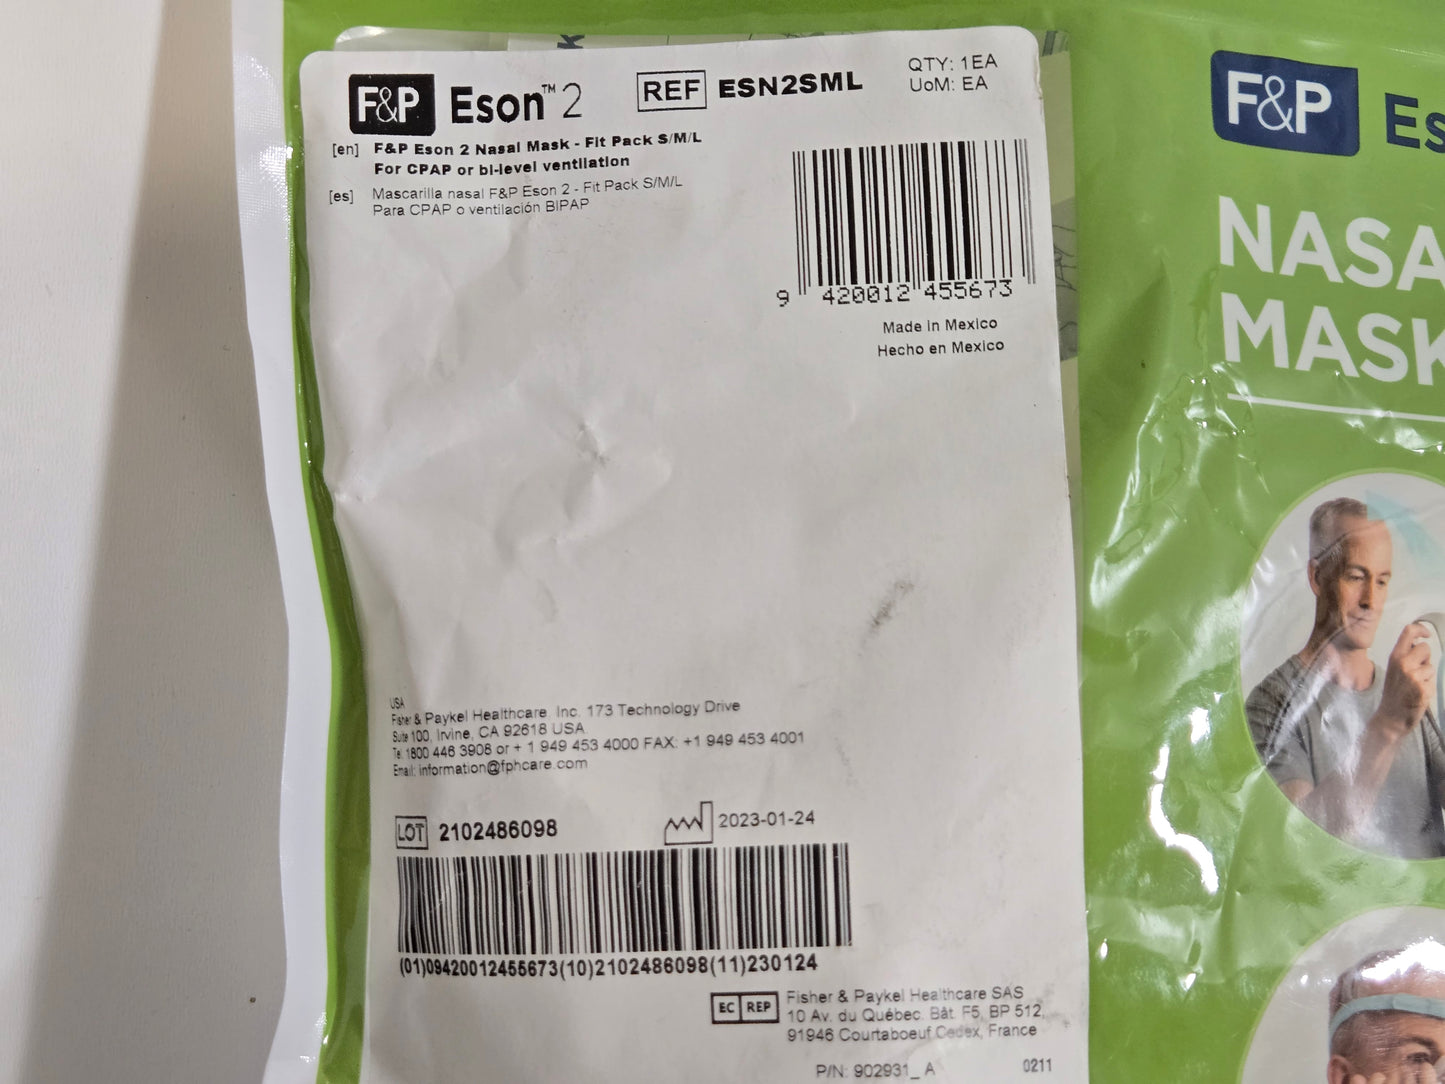 F&P Eson™ 2
REF ESN2SML
QTY: 1EA
UoM: EA
[en] F&P Eson 2 Nasal Mask - Fit Pack S/M/L
For CPAP or bi-level ventilation
[es] Mascarilla nasal F&P Eson 2 - Fit Pack S/M/L
Para CPAP o ventilación BiPAP
9 420012 455673
Made in Mexico
Hecho en Mexico
USA
Fisher & Paykel Healthcare. Inc. 173 Technology Drive
Suite 100, Irvine, CA 92618 USA
Tel: 1800 446 3908 or + 1 949 453 4000 FAX: +1 949 453 4001
Email: information@fphcare.com
LOT 2102486098
2023-01-24
(01)09420012455673(10)2102486098(11)230124
EC REP
Fisher & Paykel Healthcare SAS
10 Av. du Québec. Bât. F5, BP 512,
91946 Courtaboeuf Cedex, France
P/N: 902931_ A
0211
F&P Es
NASA
MASK